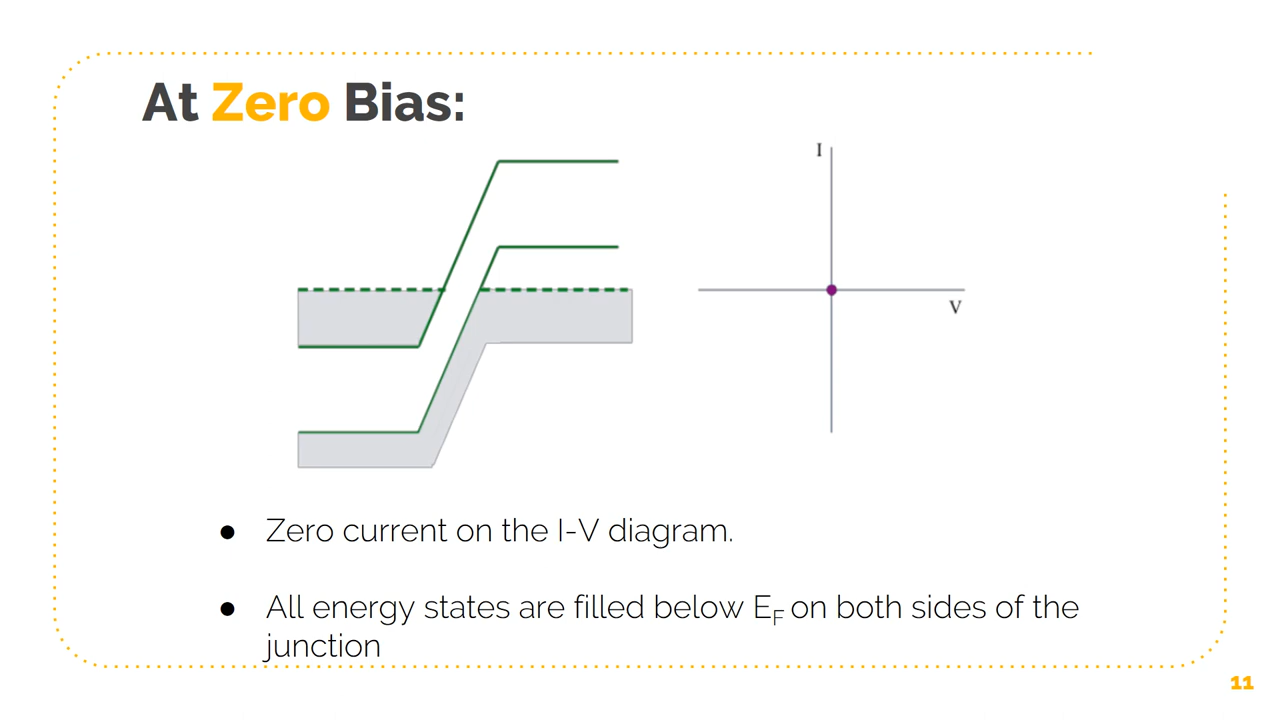 At Zero Bias:
I
V
● Zero current on the I-V diagram.
● All energy states are filled below E_F on both sides of the
junction
11